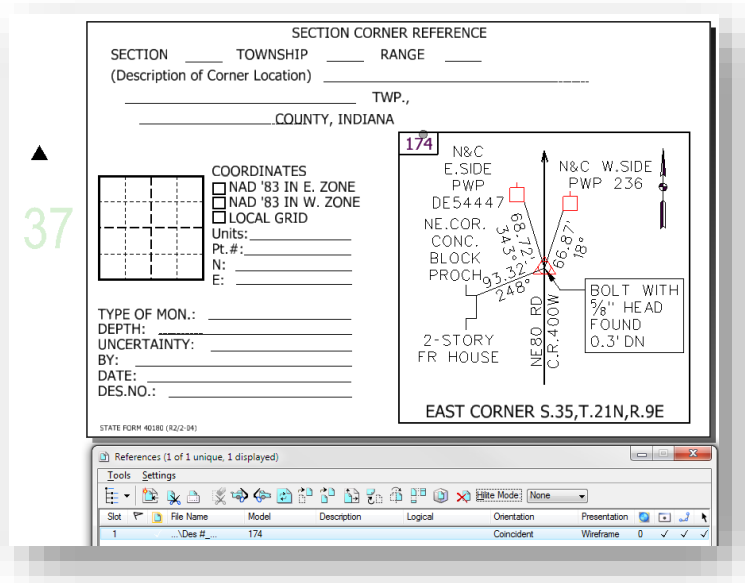 SECTION CORNER REFERENCE
SECTION TOWNSHIP RANGE
(Description of Corner Location)
TWP.,
COUNTY, INDIANA
37
COORDINATES
NAD '83 IN E. ZONE
NAD '83 IN W. ZONE
LOCAL GRID
Units:
Pt.#:
N:
E:
TYPE OF MON.:
DEPTH:
UNCERTAINTY:
BY:
DATE:
DES.NO.:
STATE FORM 40180 (R2/2-04)
174
N&C
E.SIDE
PWP
DE54447
N&C W.SIDE
PWP 236
NE.COR.
CONC.
BLOCK
PROCH
68.72'
343°
66.87'
18°
93.32'
248°
BOLT WITH
5/8" HEAD
FOUND
0.3' DN
2-STORY
FR HOUSE
NE80 RD
C.R.400W
EAST CORNER S.35,T.21N,R.9E
References (1 of 1 unique, 1 displayed)
Tools Settings
Hilite Mode: None
Slot File Name Model Description Logical Orientation Presentation
1 ...\Des #_... 174 Coincident Wireframe 0